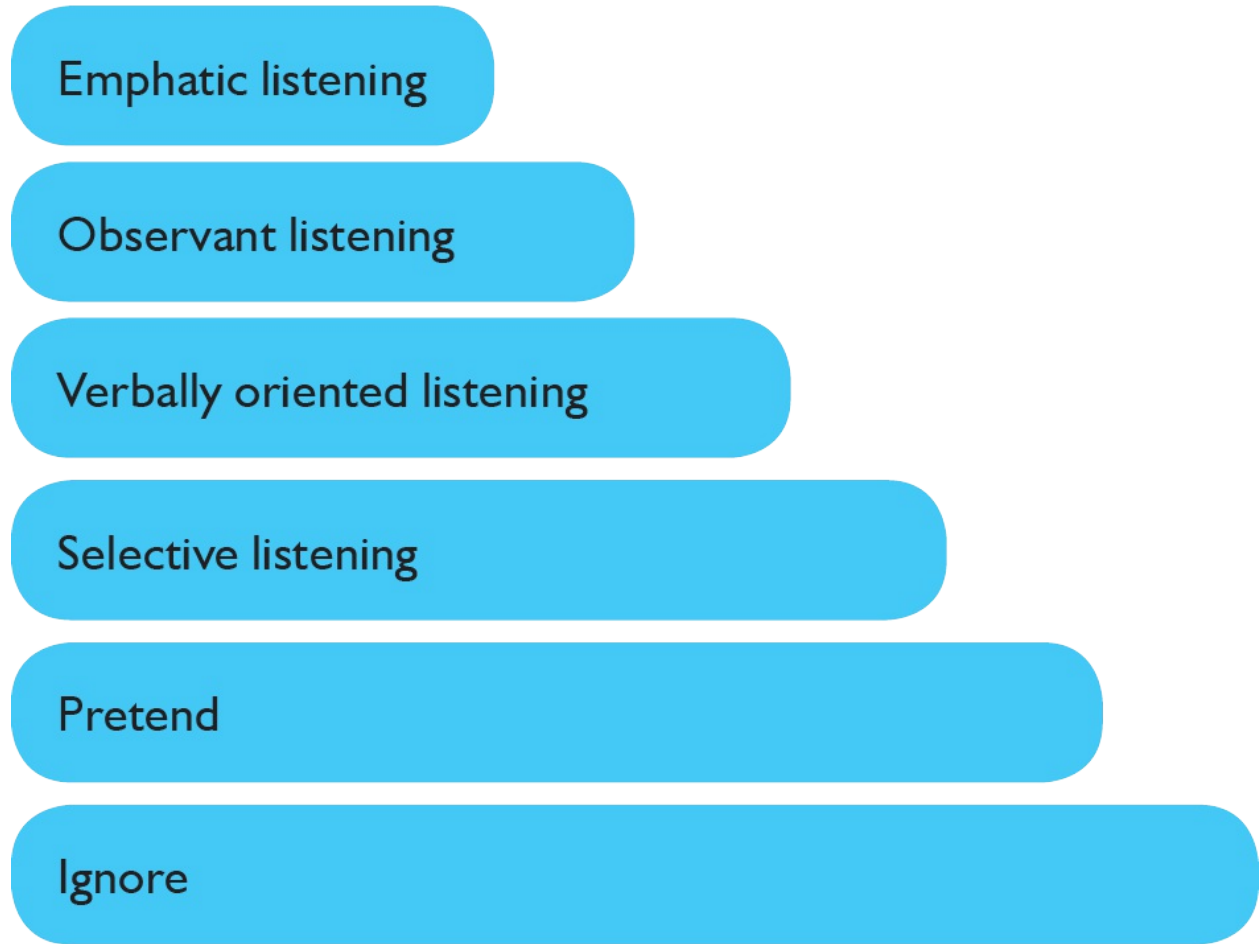 Emphatic listening
Observant listening
Verbally oriented listening
Selective listening
Pretend
Ignore